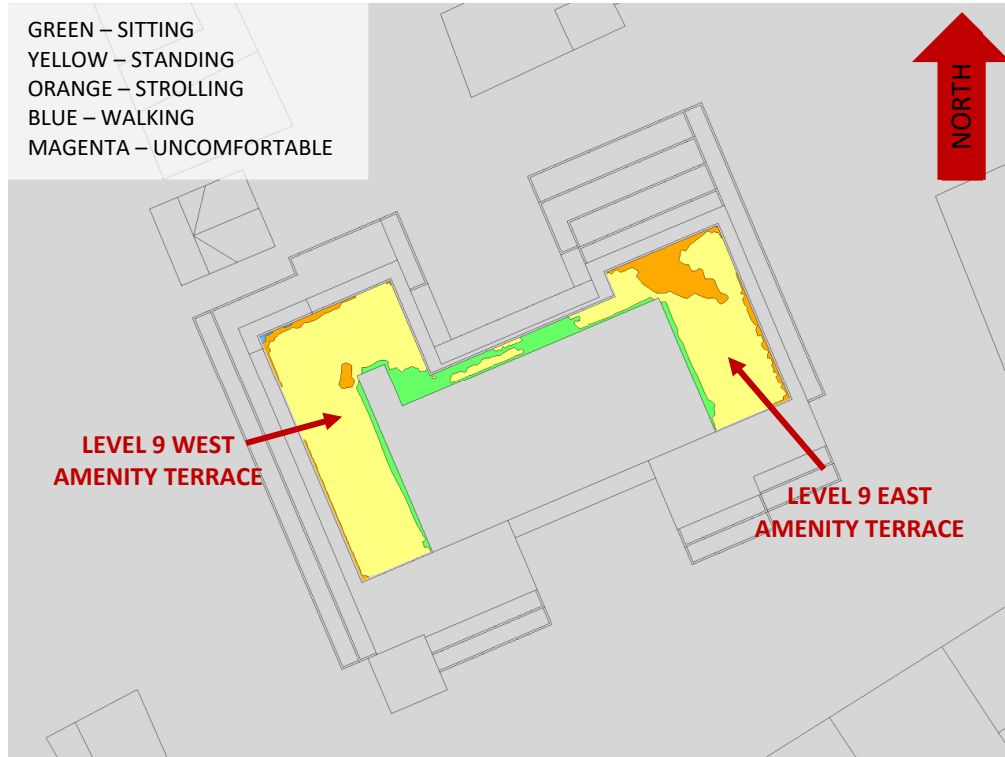 GREEN – SITTING
YELLOW – STANDING
ORANGE – STROLLING
BLUE – WALKING
MAGENTA – UNCOMFORTABLE
NORTH
LEVEL 9 WEST
AMENITY TERRACE
LEVEL 9 EAST
AMENITY TERRACE